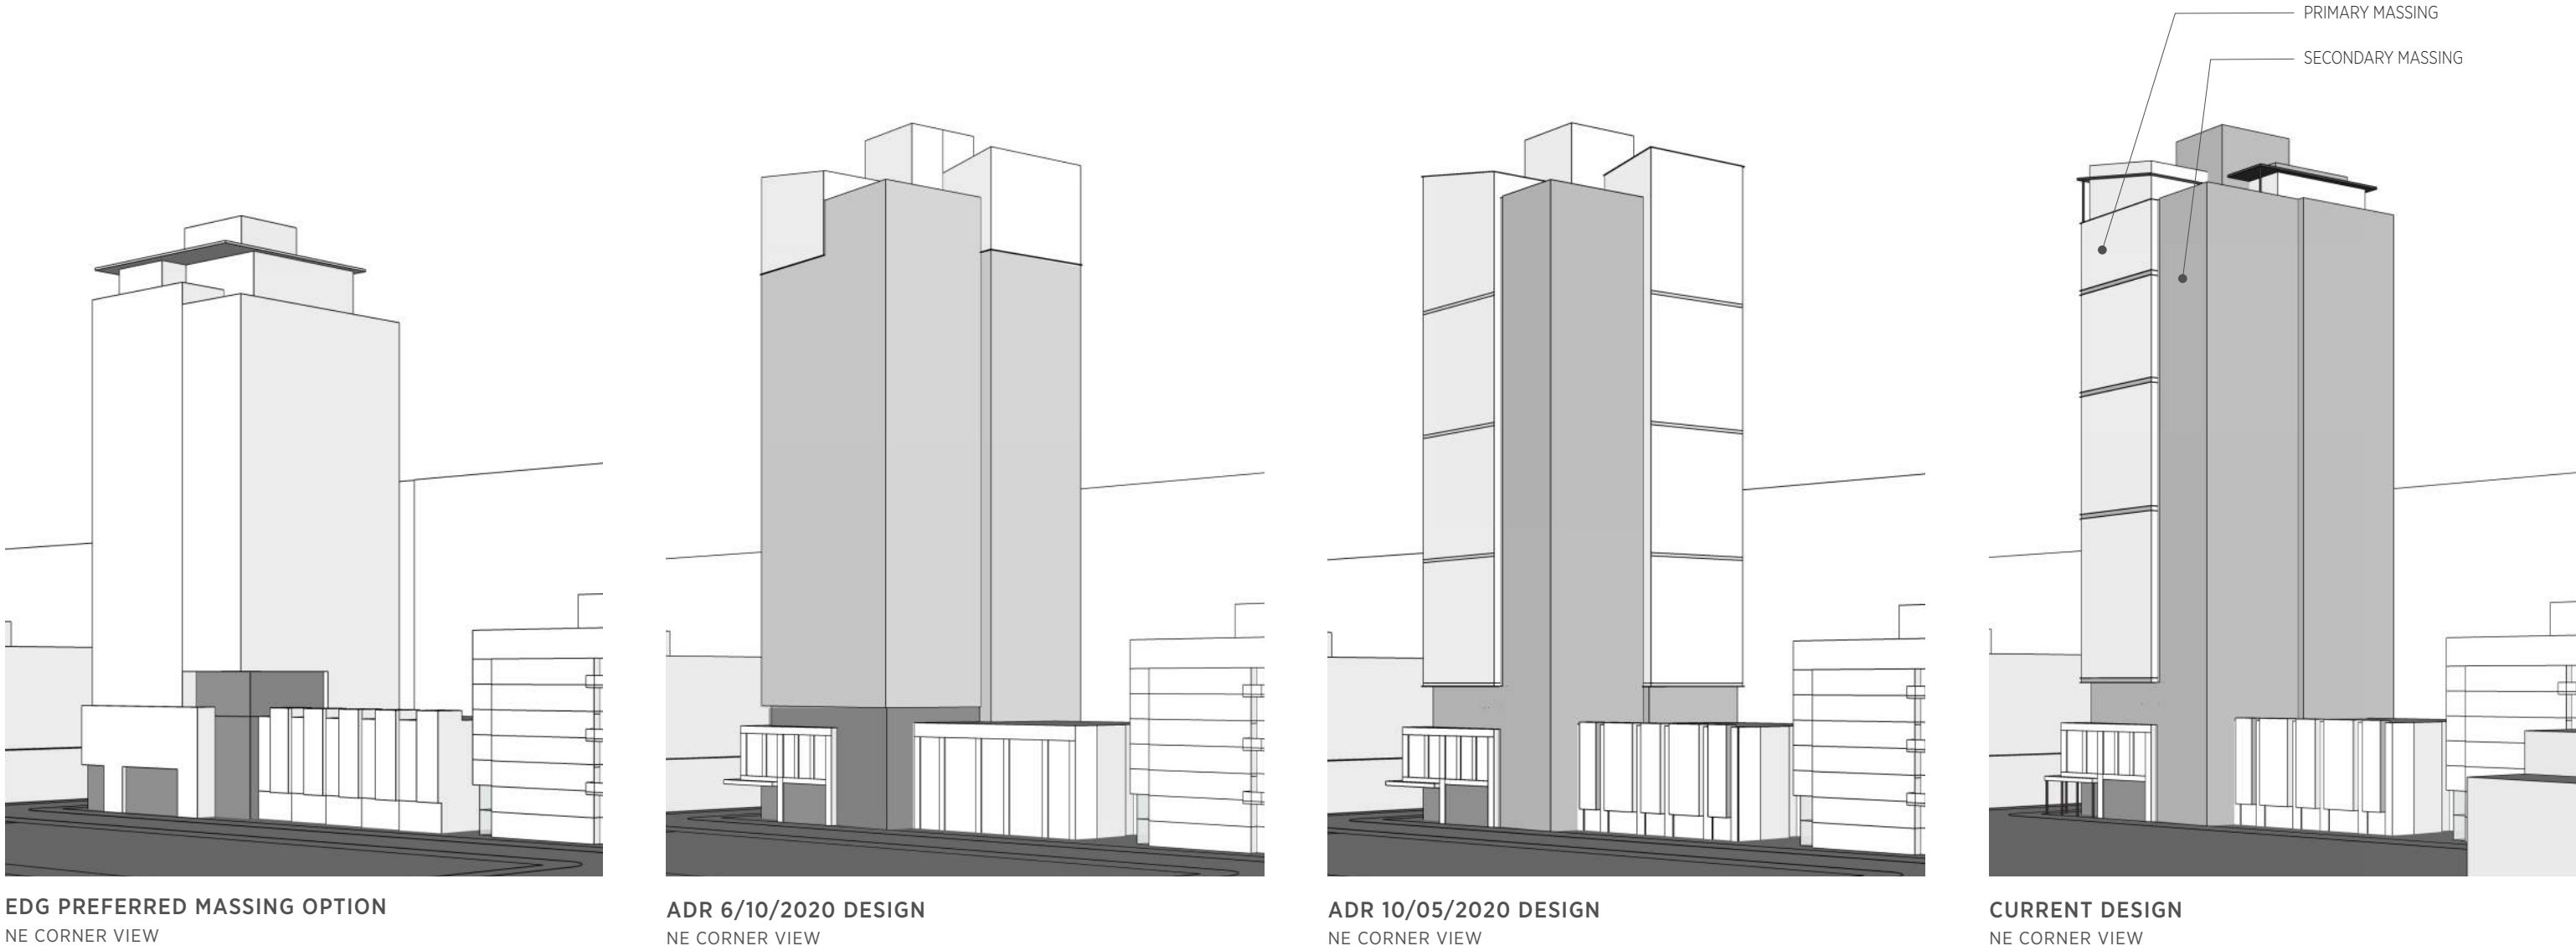 PRIMARY MASSING
SECONDARY MASSING
EDG PREFERRED MASSING OPTION
NE CORNER VIEW
ADR 6/10/2020 DESIGN
NE CORNER VIEW
ADR 10/05/2020 DESIGN
NE CORNER VIEW
CURRENT DESIGN
NE CORNER VIEW